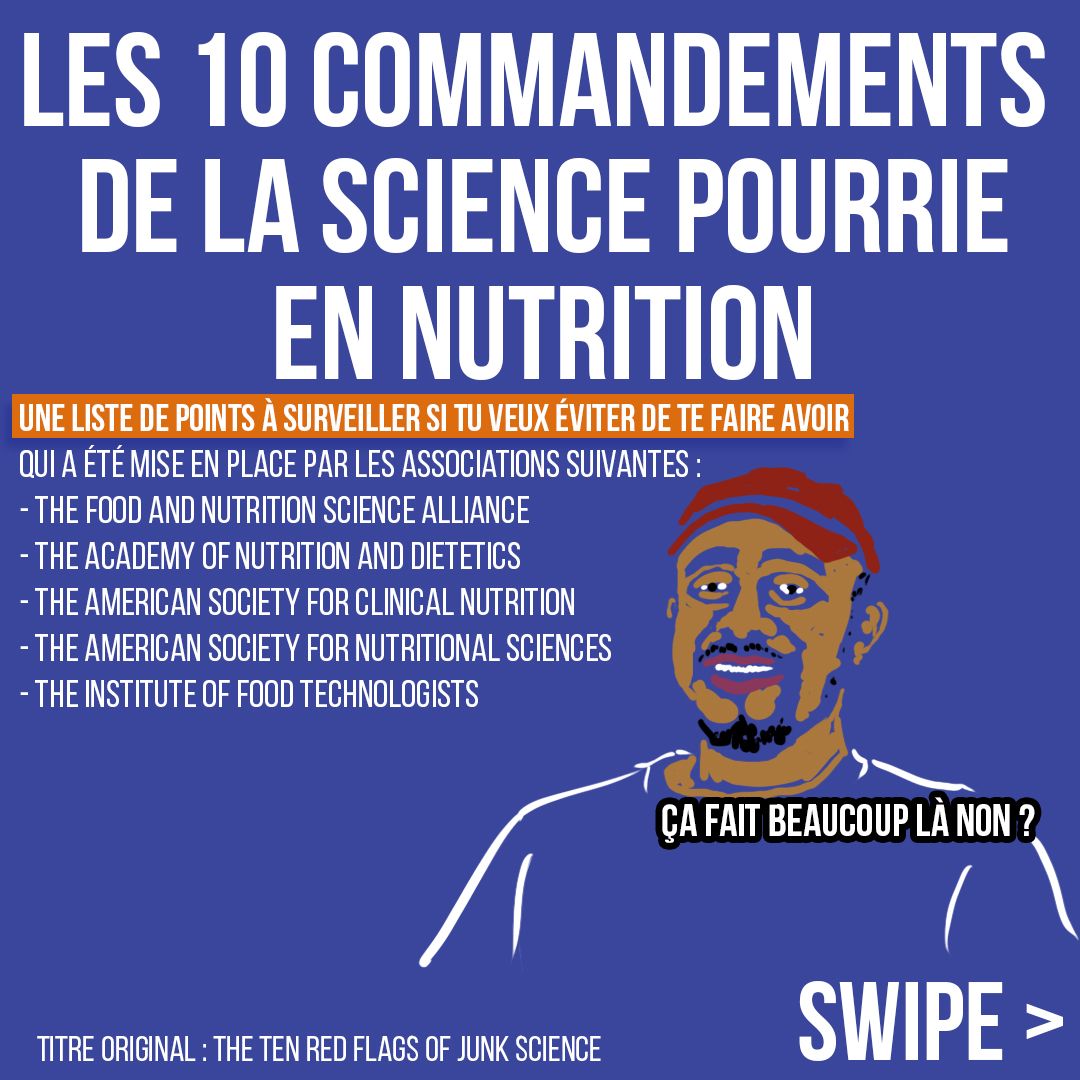 LES 10 COMMANDEMENTS
DE LA SCIENCE POURRIE
EN NUTRITION
UNE LISTE DE POINTS À SURVEILLER SI TU VEUX ÉVITER DE TE FAIRE AVOIR
QUI A ÉTÉ MISE EN PLACE PAR LES ASSOCIATIONS SUIVANTES :
- THE FOOD AND NUTRITION SCIENCE ALLIANCE
- THE ACADEMY OF NUTRITION AND DIETETICS
- THE AMERICAN SOCIETY FOR CLINICAL NUTRITION
- THE AMERICAN SOCIETY FOR NUTRITIONAL SCIENCES
- THE INSTITUTE OF FOOD TECHNOLOGISTS
ÇA FAIT BEAUCOUP LÀ NON ?
SWIPE >
TITRE ORIGINAL : THE TEN RED FLAGS OF JUNK SCIENCE